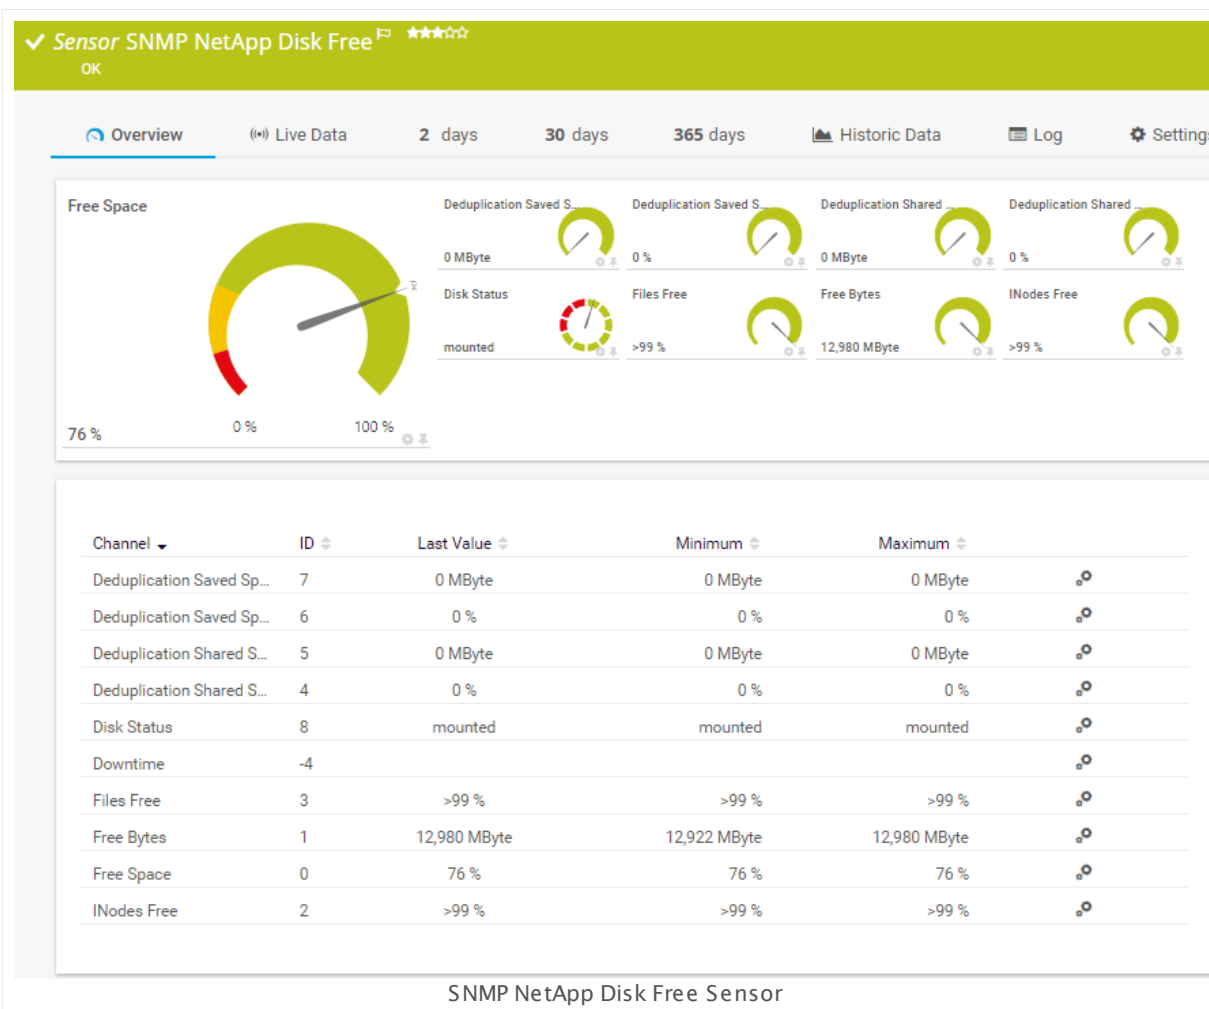 Sensor SNMP NetApp Disk Free
OK
Overview Live Data 2 days 30 days 365 days Historic Data Log Settings
Free Space
76 %
0 % 100 %
Deduplication Saved S... Deduplication Saved S... Deduplication Shared ... Deduplication Shared ...
0 MByte 0 % 0 MByte 0 %
Disk Status Files Free Free Bytes INodes Free
mounted >99 % 12,980 MByte >99 %
Channel ID Last Value Minimum Maximum
Deduplication Saved Sp... 7 0 MByte 0 MByte 0 MByte
Deduplication Saved Sp... 6 0 % 0 % 0 %
Deduplication Shared S... 5 0 MByte 0 MByte 0 MByte
Deduplication Shared S... 4 0 % 0 % 0 %
Disk Status 8 mounted mounted mounted
Downtime -4
Files Free 3 >99 % >99 % >99 %
Free Bytes 1 12,980 MByte 12,922 MByte 12,980 MByte
Free Space 0 76 % 76 % 76 %
INodes Free 2 >99 % >99 % >99 %
SNMP NetApp Disk Free Sensor